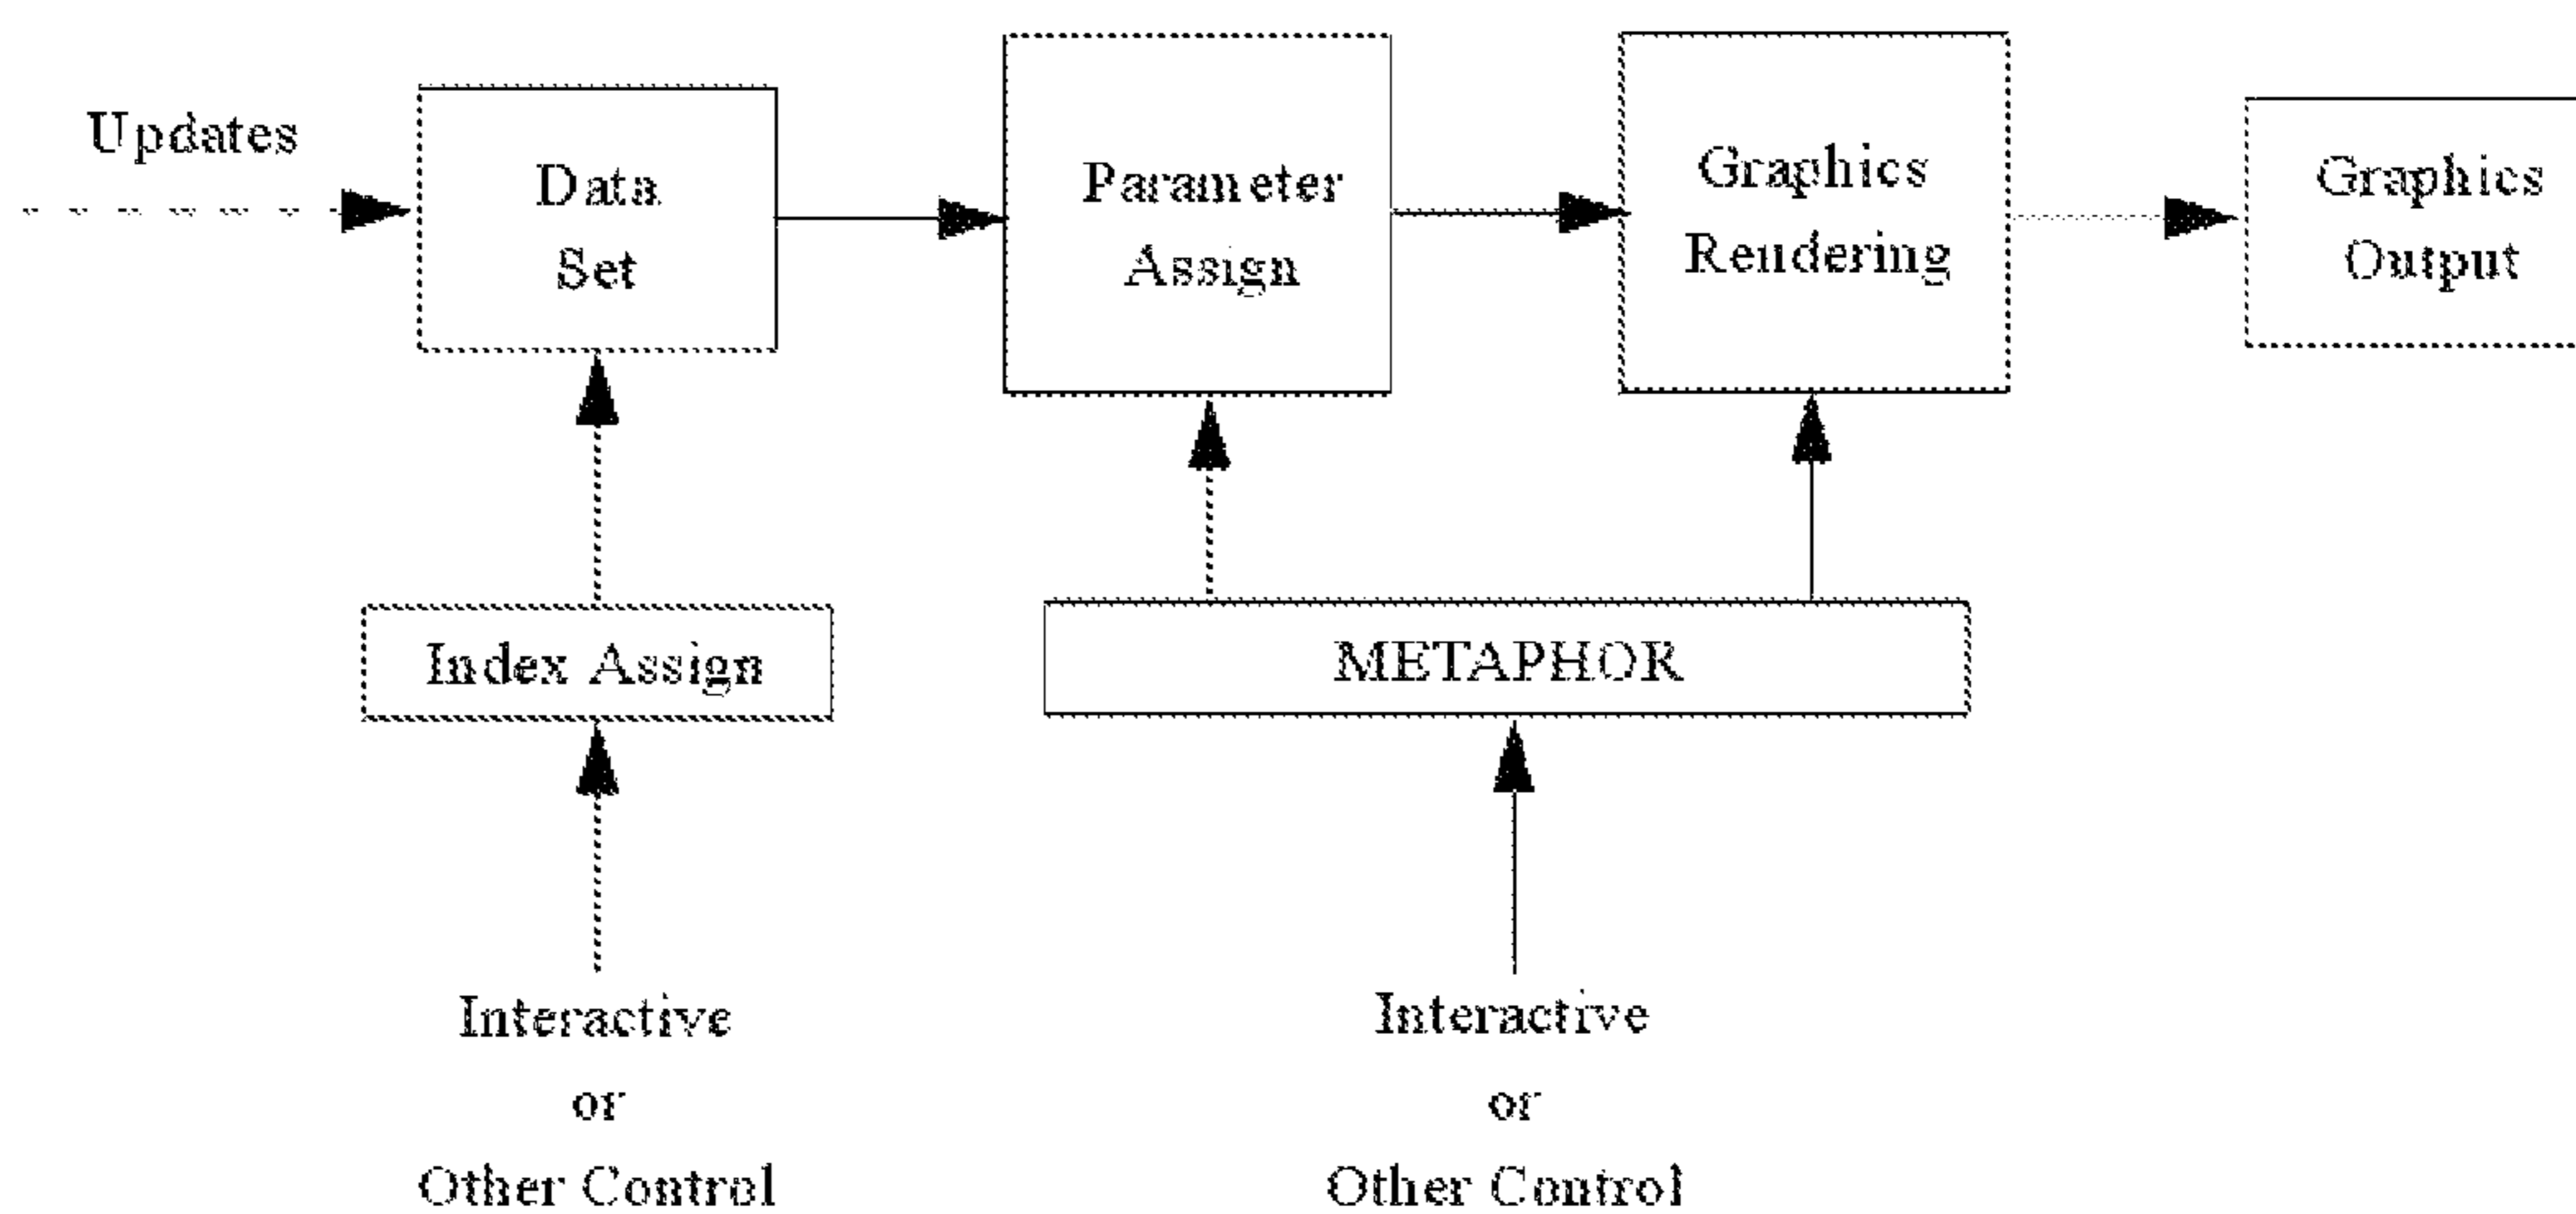 Updates
Data
Set
Parameter
Assign
Graphics
Rendering
Graphics
Output
Index Assign
METAPHOR
Interactive
or
Other Control
Interactive
or
Other Control